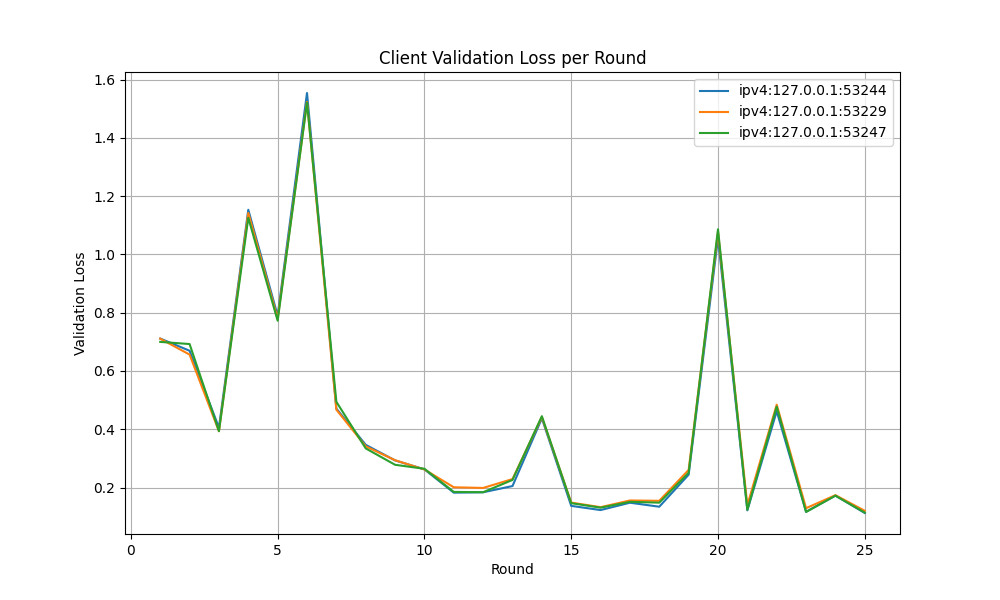 Client Validation Loss per Round
ipv4:127.0.0.1:53244
ipv4:127.0.0.1:53229
ipv4:127.0.0.1:53247
Validation Loss
1.6
1.4
1.2
1.0
0.8
0.6
0.4
0.2
0 5 10 15 20 25
Round